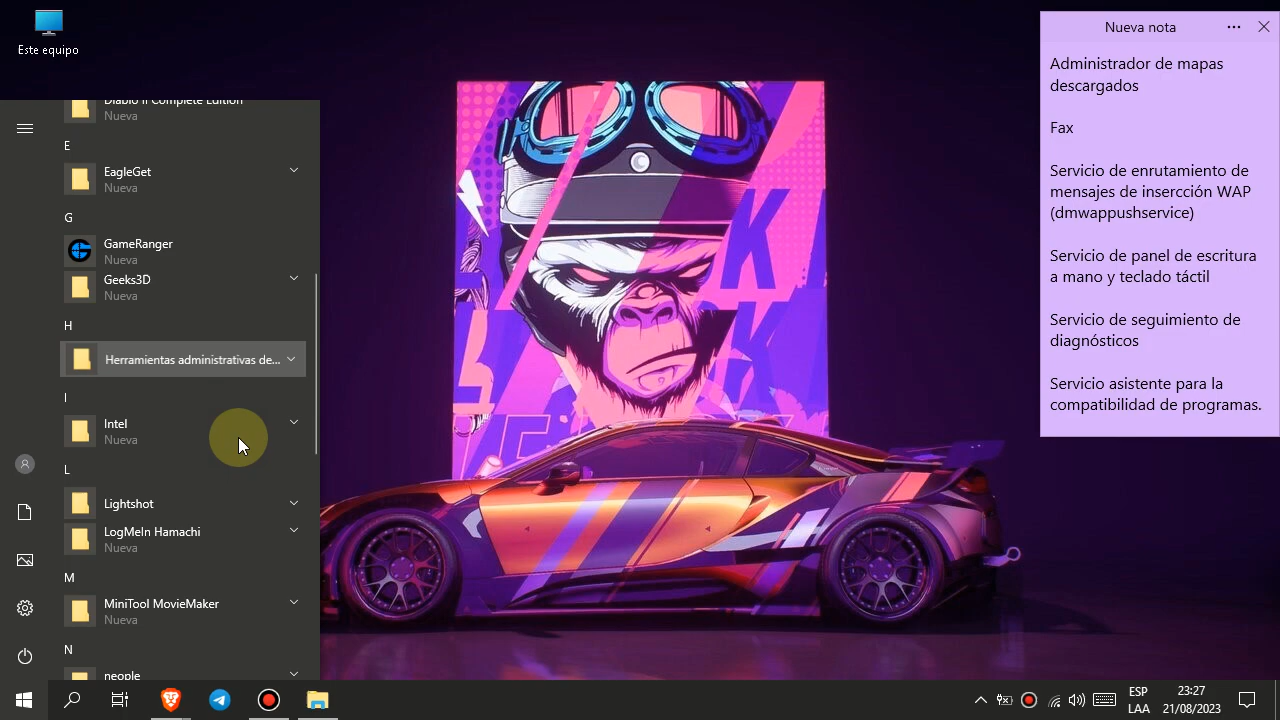 Este equipo
Diablo II Complete Edition
Nueva
E
EagleGet
Nueva
G
GameRanger
Nueva
Geeks3D
Nueva
H
Herramientas administrativas de...
I
Intel
Nueva
L
Lightshot
LogMeIn Hamachi
Nueva
M
MiniTool MovieMaker
Nueva
N
neople
Nueva nota
Administrador de mapas
descargados
Fax
Servicio de enrutamiento de
mensajes de insercción WAP
(dmwappushservice)
Servicio de panel de escritura
a mano y teclado táctil
Servicio de seguimiento de
diagnósticos
Servicio asistente para la
compatibilidad de programas.
ESP
LAA
23:27
21/08/2023